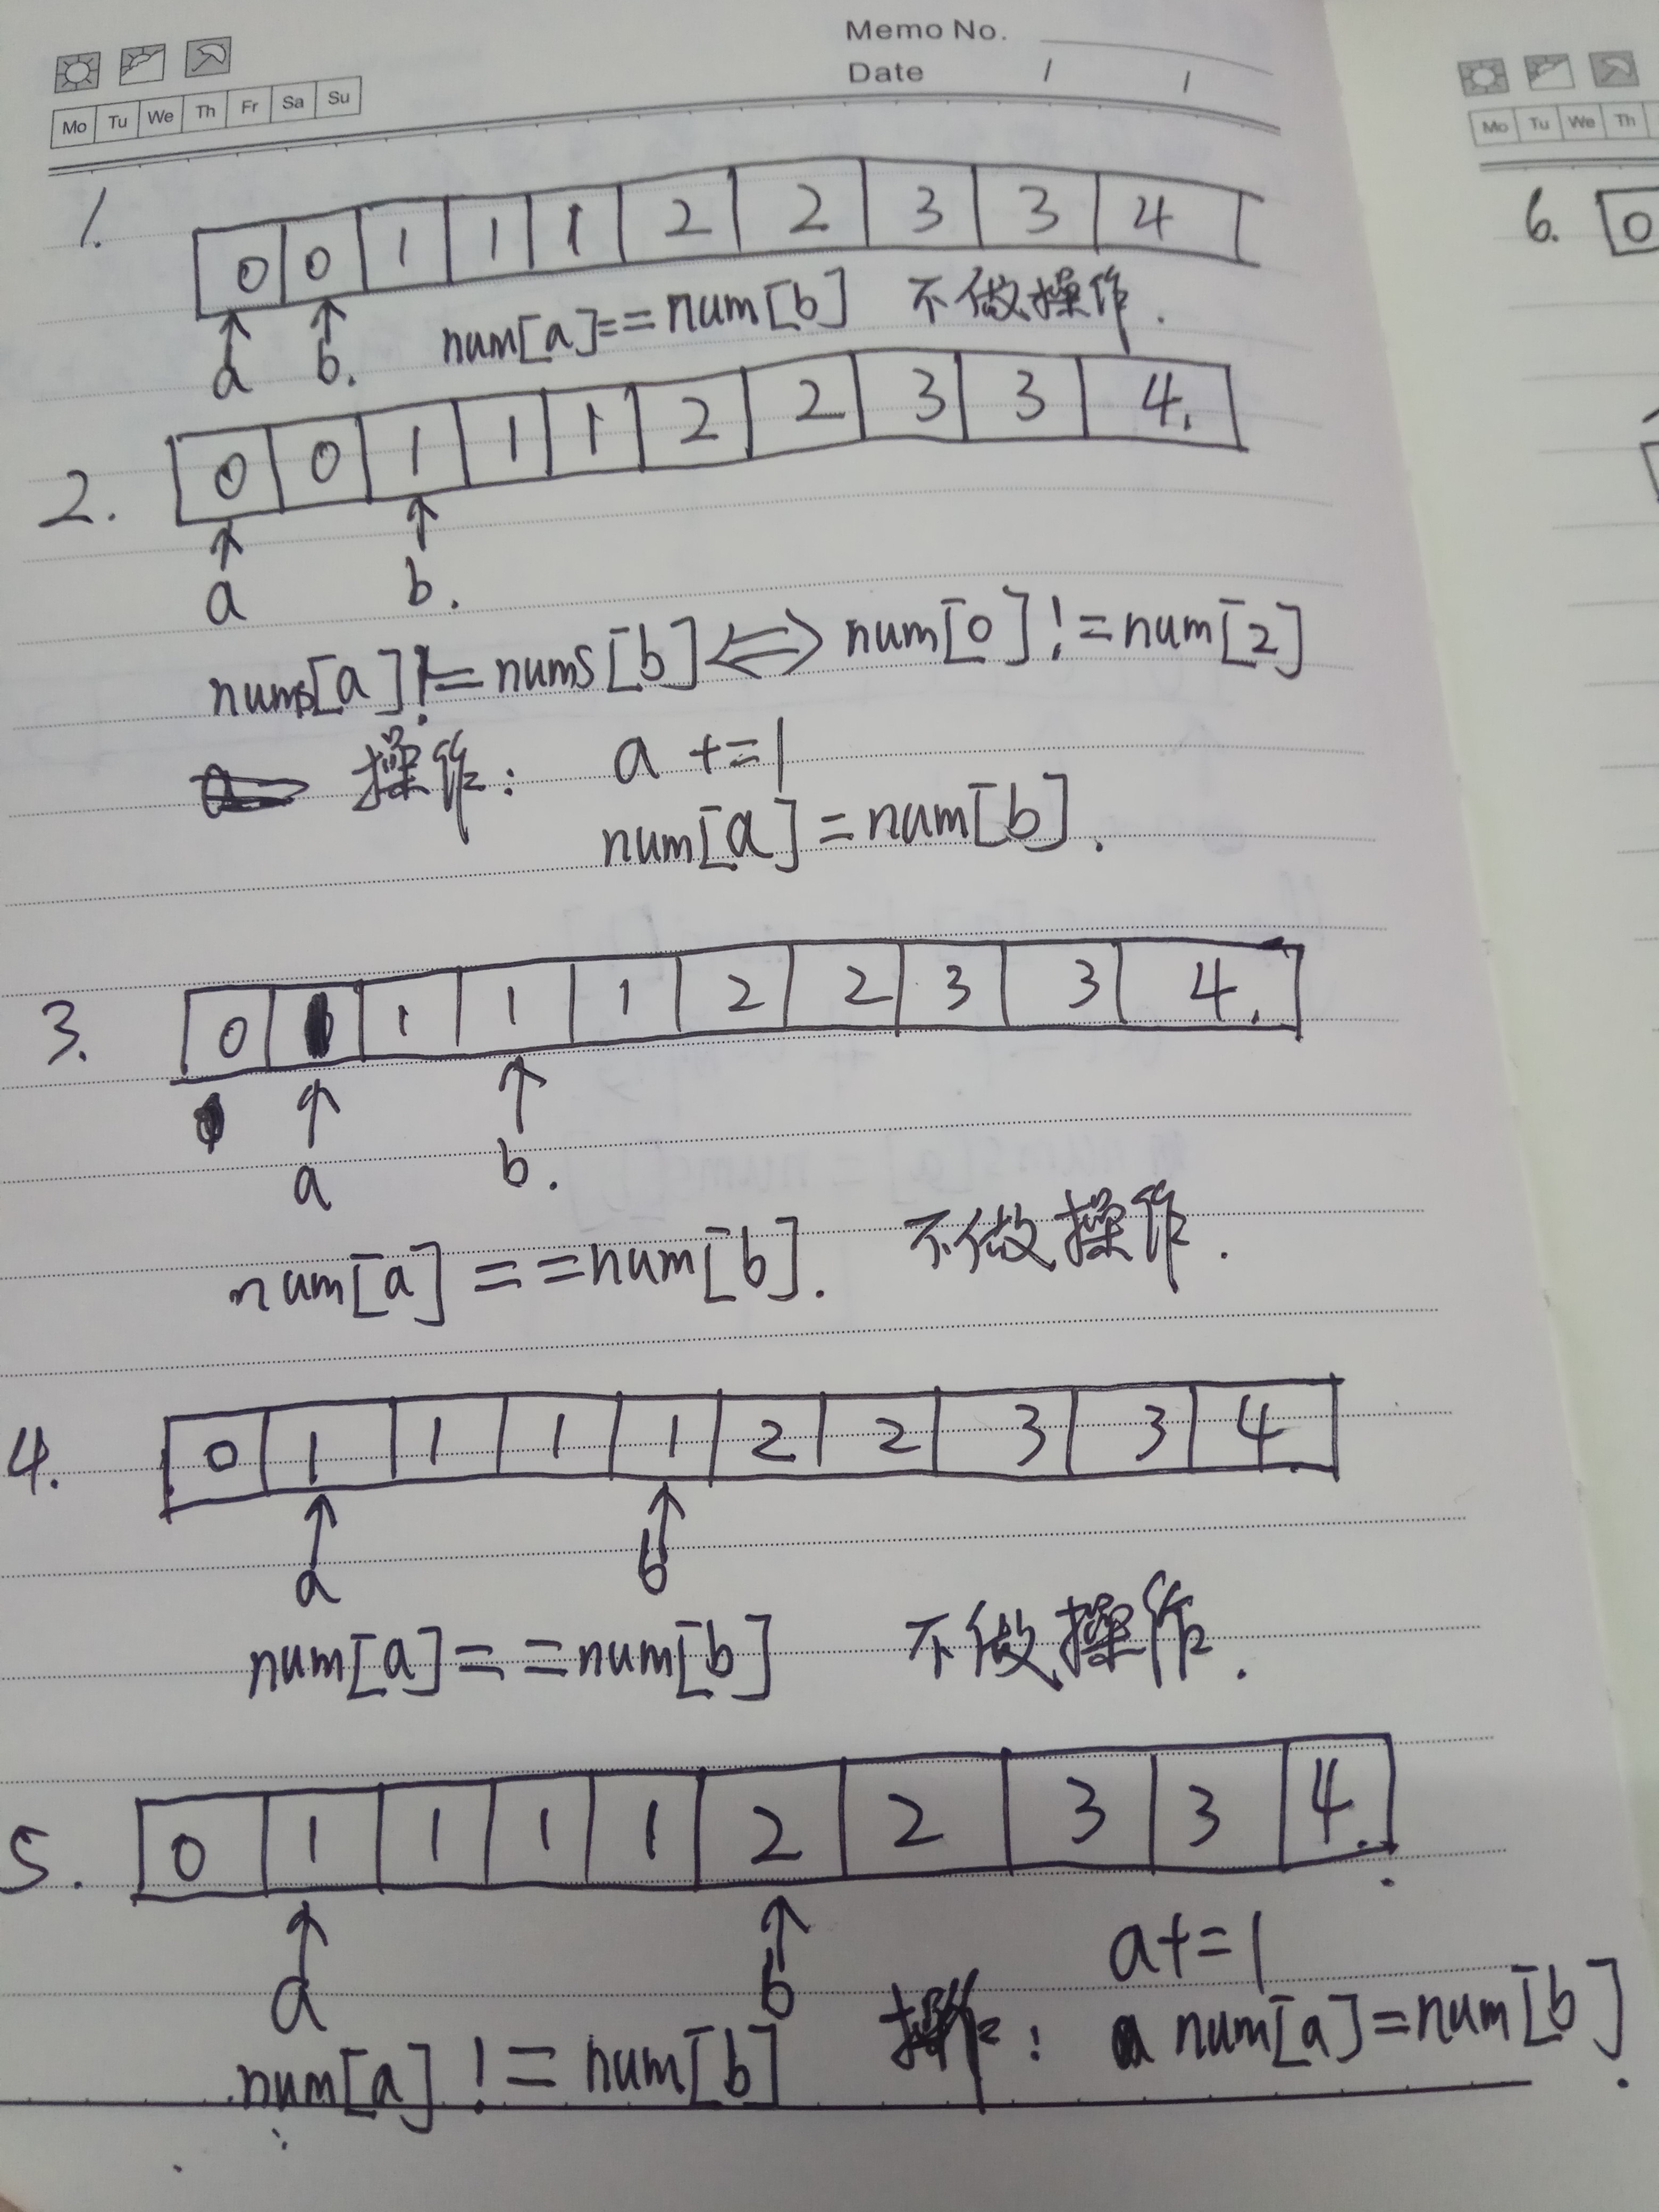 Memo No.
Date / /
Mo Tu We Th Fr Sa Su
1. 0 0 1 1 1 2 2 3 3 4
a b. num[a]==num[b] 不做操作.
2. 0 0 1 1 1 2 2 3 3 4.
a b.
nums[a]!=nums[b] ⟺ num[0]!=num[2]
操作: a +=1
num[a]=num[b].
3. 0 1 1 1 1 2 2 3 3 4.
a b.
num[a]==num[b]. 不做操作.
4. 0 1 1 1 1 2 2 3 3 4
a b
num[a]==num[b] 不做操作.
5. 0 1 1 1 1 2 2 3 3 4.
a b a+=1
num[a] != num[b] 操作: num[a]=num[b].
Mo Tu We Th
6. 0